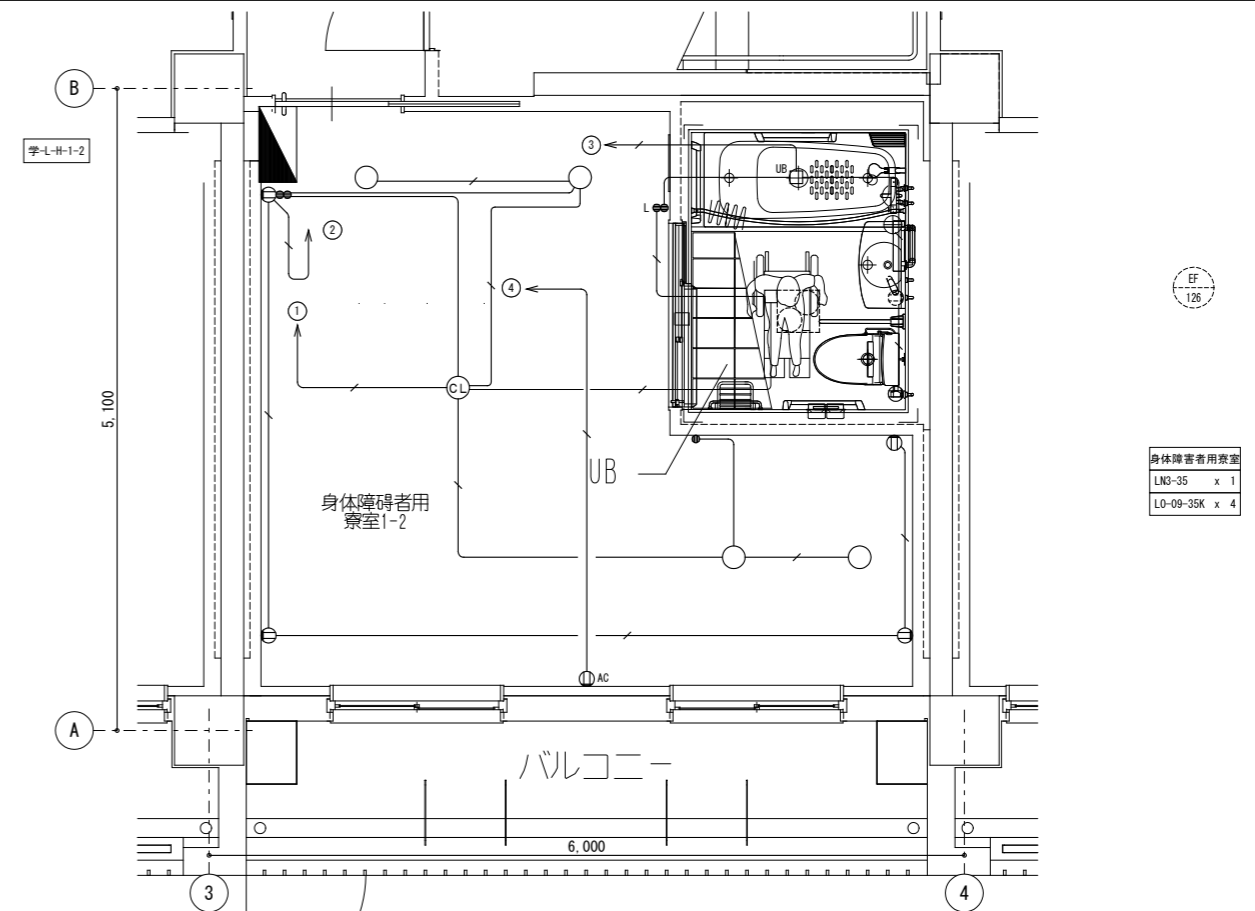 B
学-L-H-1-2
3
UB
L
2
4
1
EF
126
CL
5,100
UB
身体障害者用寮室
LN3-35 x 1
LO-09-35K x 4
身体障碍者用
寮室1-2
AC
A
バルコニー
6,000
3
4